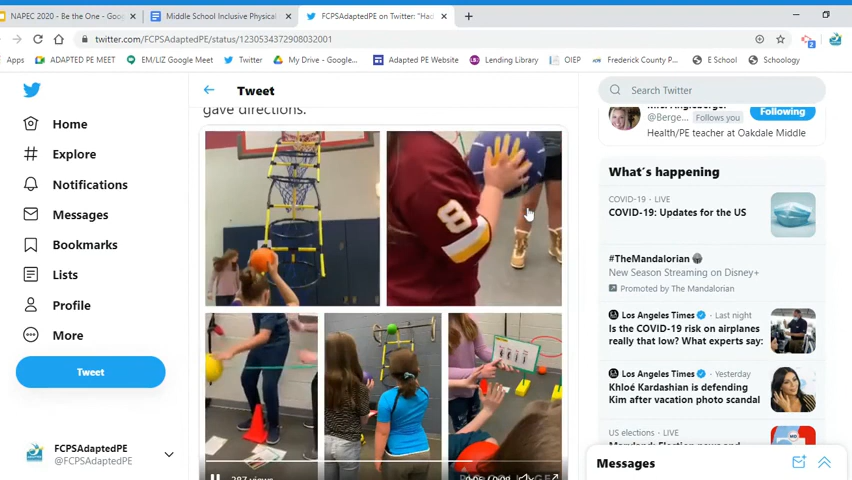 NAPEC 2020 - Be the One - Goo
Middle School Inclusive Physical
FCPSAdaptedPE on Twitter: "Had
twitter.com/FCPSAdaptedPE/status/1230534372908032001
Apps
ADAPTED PE MEET
EM/LIZ Google Meet
Twitter
My Drive - Google...
Adapted PE Website
Lending Library
OIEP
Frederick County P...
E School
Schoology
Home
Explore
Notifications
Messages
Bookmarks
Lists
Profile
More
Tweet
FCPSAdaptedPE
@FCPSAdaptedPE
Tweet
gave directions.
8
287 views
Search Twitter
@Berge... Follows you
Following
Health/PE teacher at Oakdale Middle
What's happening
COVID-19 · LIVE
COVID-19: Updates for the US
#TheMandalorian
New Season Streaming on Disney+
Promoted by The Mandalorian
Los Angeles Times · Last night
Is the COVID-19 risk on airplanes
really that low? What experts say:
Los Angeles Times · Yesterday
Khloé Kardashian is defending
Kim after vacation photo scandal
US elections · LIVE
Messages